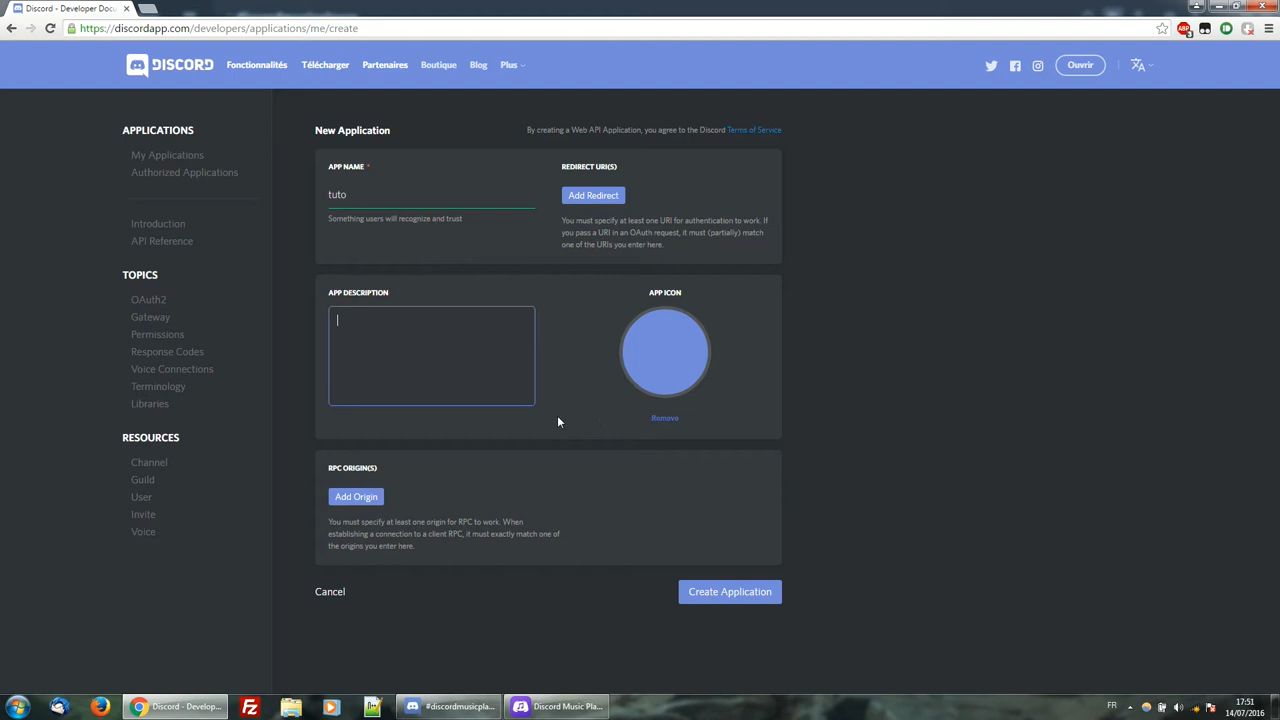 Discord - Developer Docu
https://discordapp.com/developers/applications/me/create
DISCORD
Fonctionnalités
Télécharger
Partenaires
Boutique
Blog
Plus
Ouvrir
APPLICATIONS
My Applications
Authorized Applications
Introduction
API Reference
TOPICS
OAuth2
Gateway
Permissions
Response Codes
Voice Connections
Terminology
Libraries
RESOURCES
Channel
Guild
User
Invite
Voice
New Application
By creating a Web API Application, you agree to the Discord Terms of Service
APP NAME *
tuto
Something users will recognize and trust
REDIRECT URI(S)
Add Redirect
You must specify at least one URI for authentication to work. If
you pass a URI in an OAuth request, it must (partially) match
one of the URIs you enter here.
APP DESCRIPTION
APP ICON
Remove
RPC ORIGIN(S)
Add Origin
You must specify at least one origin for RPC to work. When
establishing a connection to a client RPC, it must exactly match one of
the origins you enter here.
Cancel
Create Application
Discord - Develop...
#discordmusicpla...
Discord Music Pla...
FR
17:51
14/07/2016